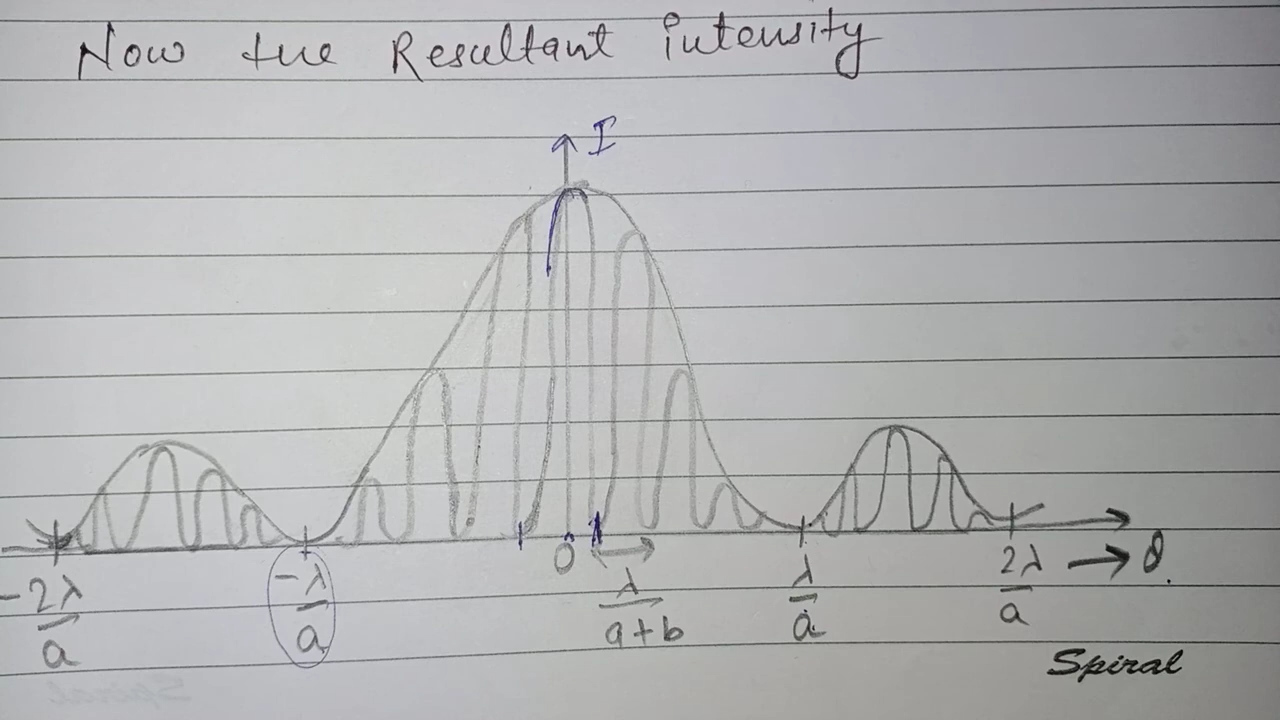 Now the Resultant intensity
I
0
-2λ/a
-λ/a
λ/a+b
λ/a
2λ/a
θ
Spiral